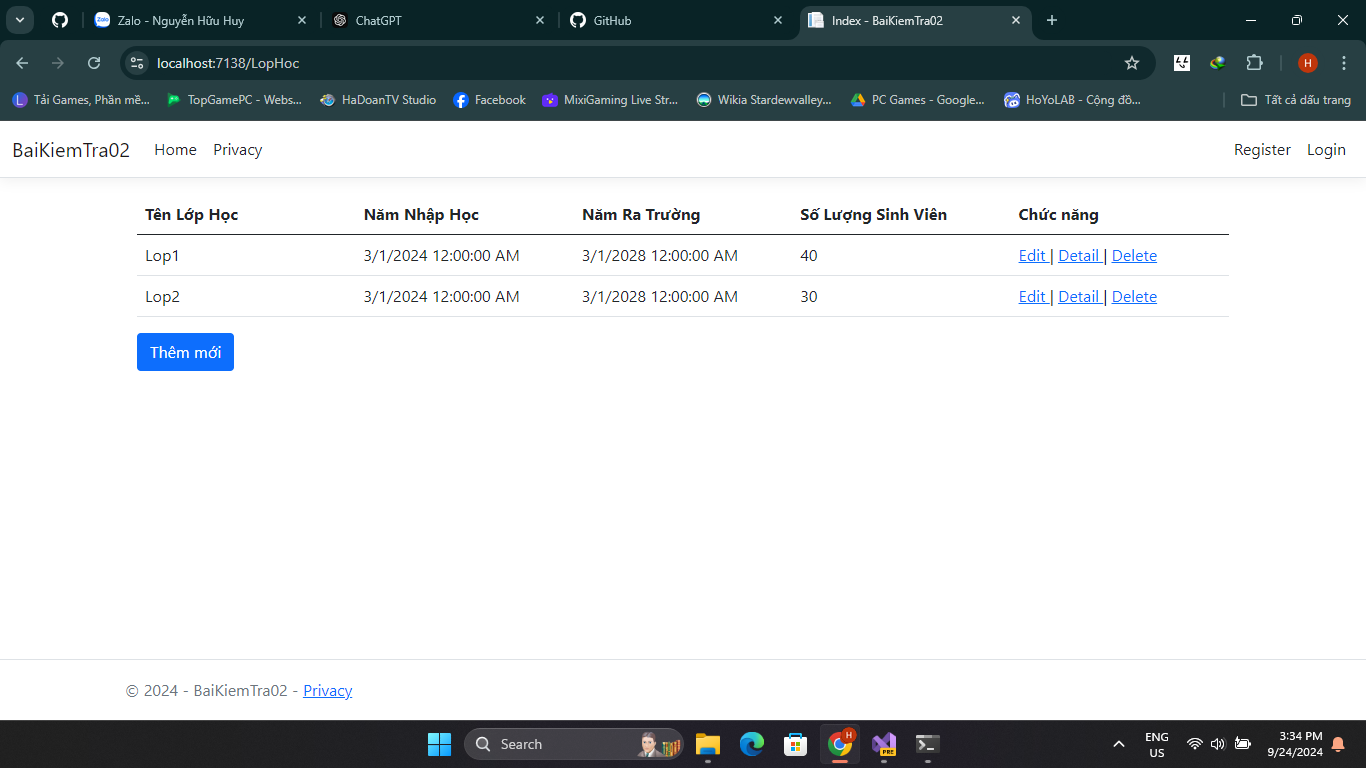 Zalo - Nguyễn Hữu Huy
ChatGPT
GitHub
Index - BaiKiemTra02
localhost:7138/LopHoc
H
L
Tải Games, Phần mề...
TopGamePC - Webs...
HaDoanTV Studio
Facebook
MixiGaming Live Str...
Wikia Stardewvalley...
PC Games - Google...
HoYoLAB - Cộng đồ...
Tất cả dấu trang
BaiKiemTra02 Home Privacy Register Login
Tên Lớp Học Năm Nhập Học Năm Ra Trường Số Lượng Sinh Viên Chức năng
Lop1 3/1/2024 12:00:00 AM 3/1/2028 12:00:00 AM 40 Edit | Detail | Delete
Lop2 3/1/2024 12:00:00 AM 3/1/2028 12:00:00 AM 30 Edit | Detail | Delete
Thêm mới
© 2024 - BaiKiemTra02 - Privacy
Search
H
PRE
ENG
US
3:34 PM
9/24/2024